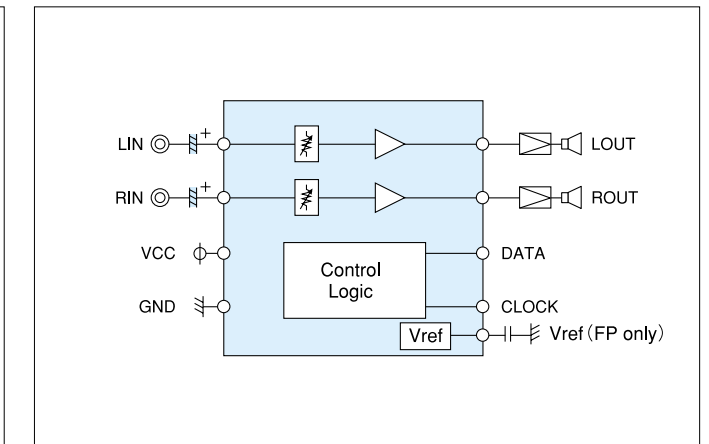 LIN
+
LOUT
RIN
+
ROUT
VCC
Control
Logic
DATA
GND
CLOCK
Vref
Vref (FP only)